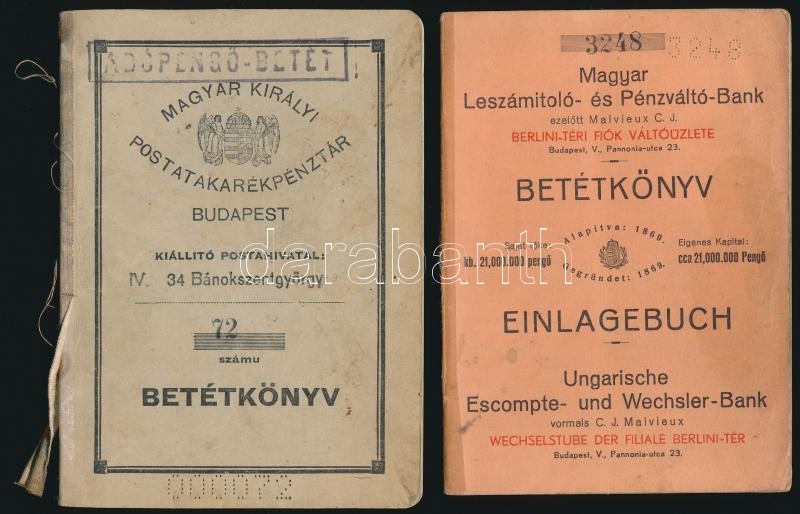 ADÓPENGŐ-BETÉT
MAGYAR KIRÁLYI
POSTATAKARÉKPÉNZTÁR
BUDAPEST
KIÁLLITÓ POSTAHIVATAL:
IV. 34 Bánokszentgyörgy
72
számu
BETÉTKÖNYV
000072
3248 3248
Magyar
Leszámitoló- és Pénzváltó-Bank
ezelőtt Malvieux C. J.
BERLINI-TÉRI FIÓK VÁLTÓÜZLETE
Budapest, V., Pannonia-utca 23.
BETÉTKÖNYV
Saját tőke:
kb. 21,000.000 pengő
Alapitva: 1869.
Gegründet: 1869.
Eigenes Kapital:
cca 21,000.000 Pengő
EINLAGEBUCH
Ungarische
Escompte- und Wechsler-Bank
vormals C. J. Malvieux
WECHSELSTUBE DER FILIALE BERLINI-TÉR
Budapest, V., Pannonia-utca 23.
darabanth